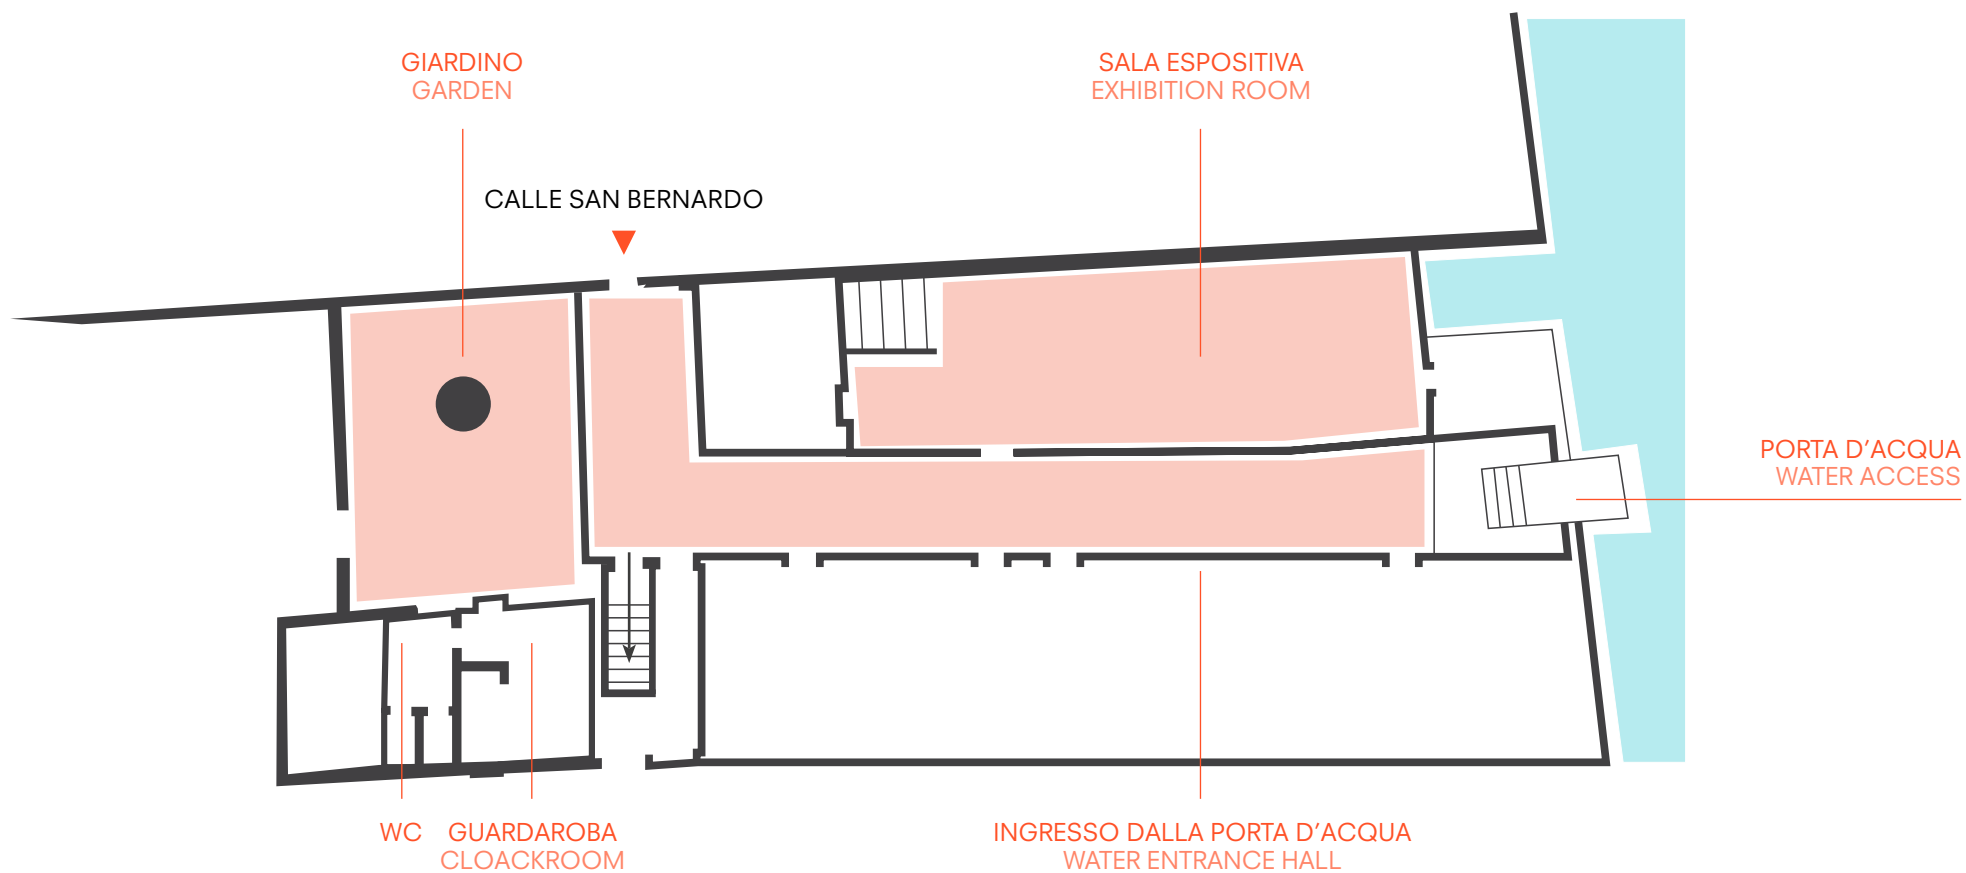 GIARDINO
GARDEN
SALA ESPOSITIVA
EXHIBITION ROOM
CALLE SAN BERNARDO
PORTA D’ACQUA
WATER ACCESS
WC
GUARDAROBA
CLOACKROOM
INGRESSO DALLA PORTA D’ACQUA
WATER ENTRANCE HALL